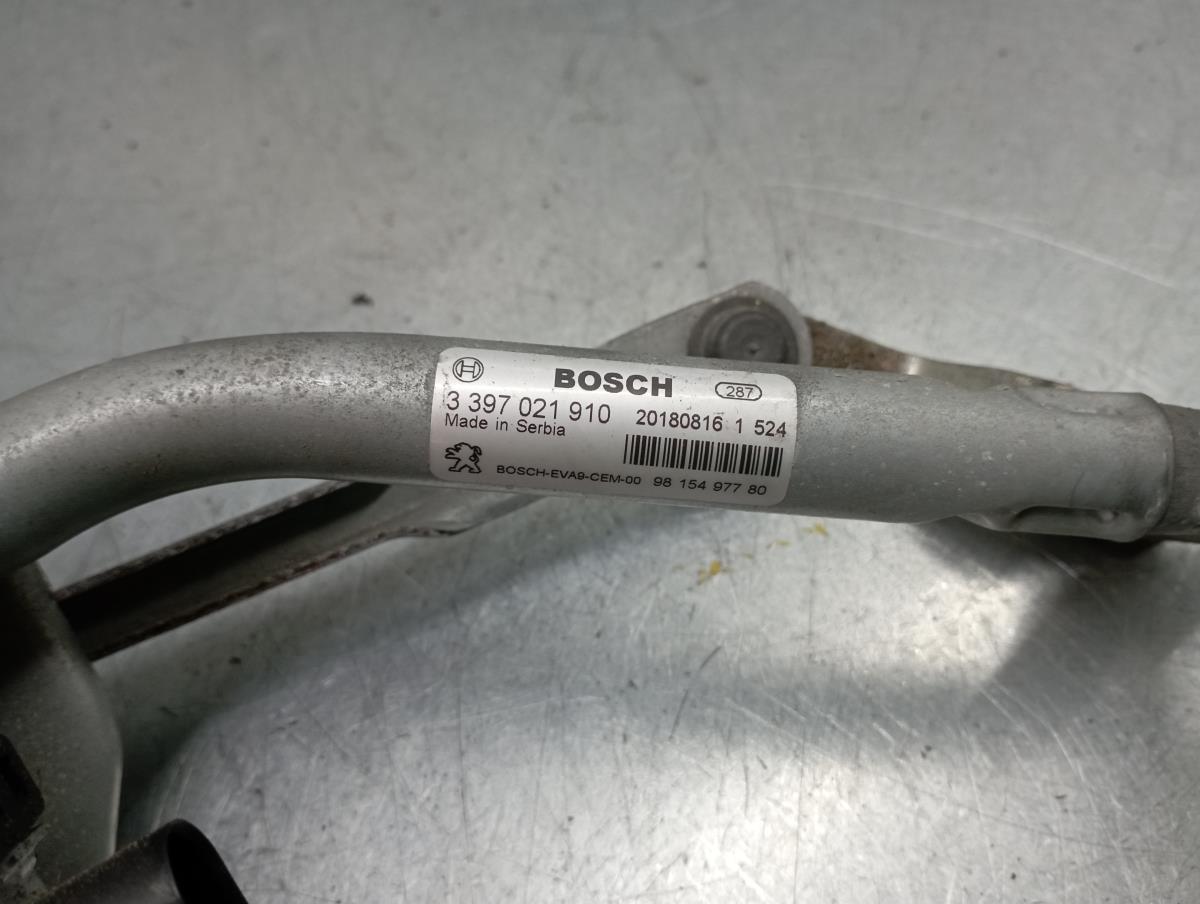 BOSCH 287
3 397 021 910 20180816 1 524
Made in Serbia
BOSCH-EVA9-CEM-00 98 154 977 80